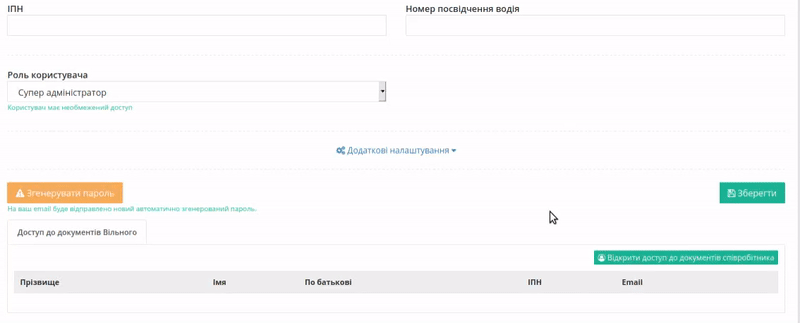 ІПН
Номер посвідчення водія
Роль користувача
Супер адміністратор
Користувач має необмежений доступ
Додаткові налаштування
Згенерувати пароль
Зберегти
На ваш email буде відправлено новий автоматично згенерований пароль.
Доступ до документів Вільного
Відкрити доступ до документів співробітника
Прізвище Імя По батькові ІПН Email